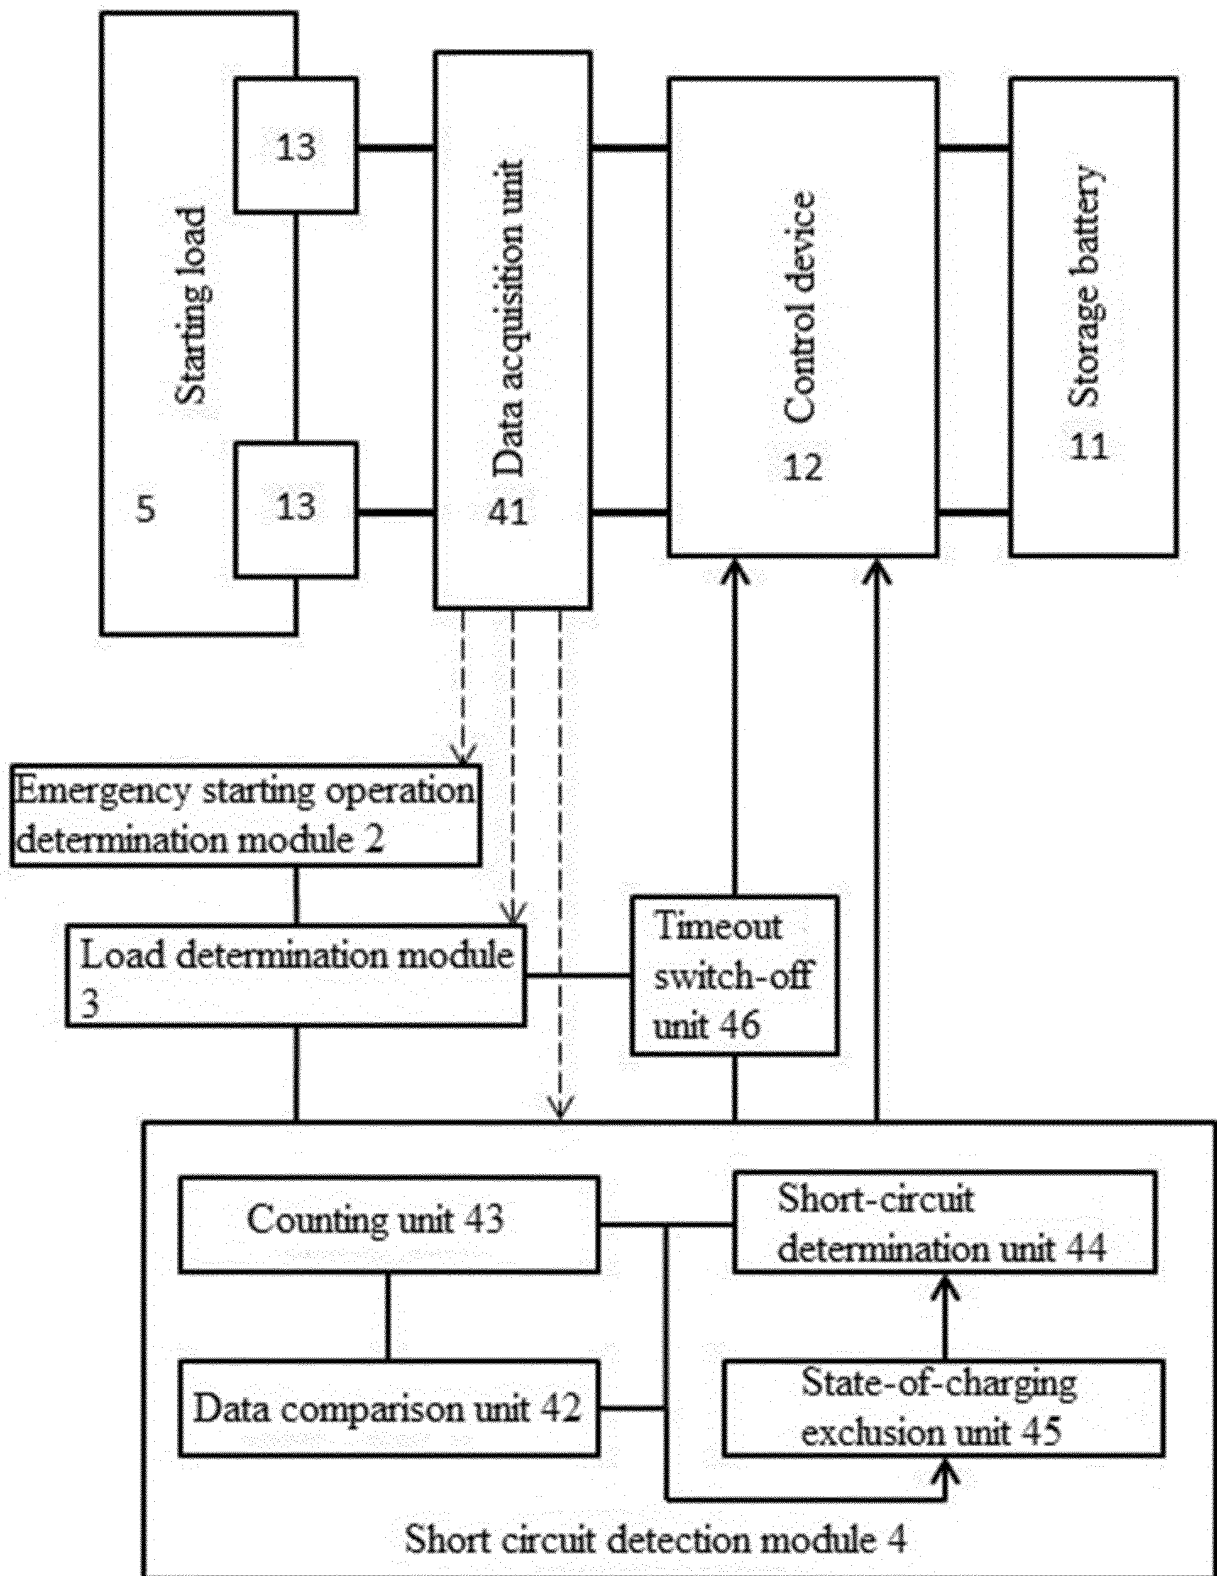 13
Starting load
5
13
Data acquisition unit
41
Control device
12
Storage battery
11
Emergency starting operation
determination module 2
Load determination module
3
Timeout
switch-off
unit 46
Counting unit 43
Short-circuit
determination unit 44
Data comparison unit 42
State-of-charging
exclusion unit 45
Short circuit detection module 4